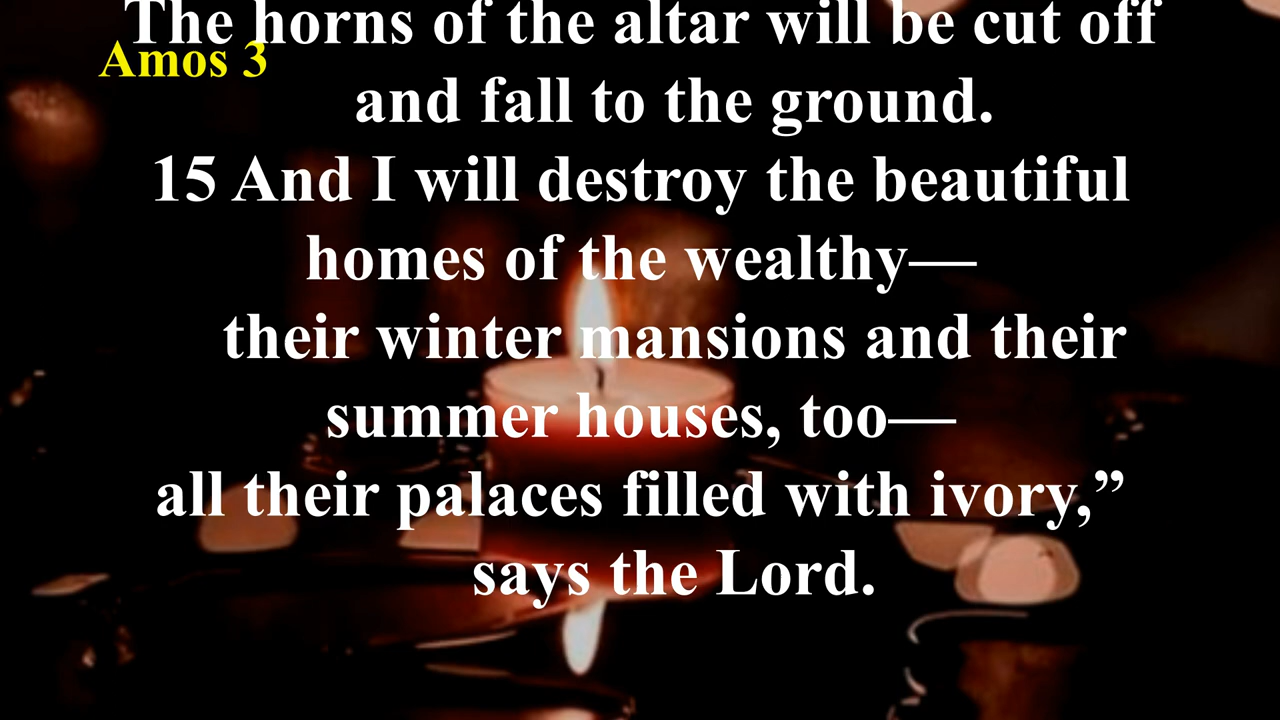 The horns of the altar will be cut off
Amos 3
and fall to the ground.
15 And I will destroy the beautiful
homes of the wealthy—
their winter mansions and their
summer houses, too—
all their palaces filled with ivory,”
says the Lord.